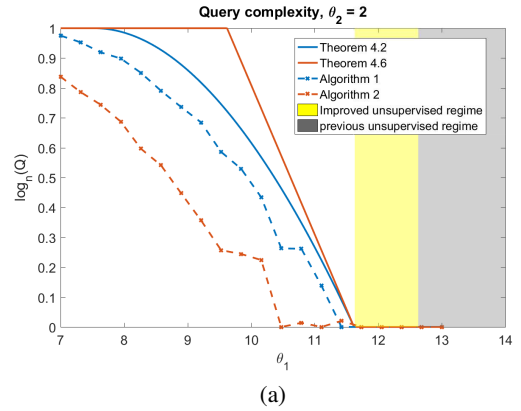 Query complexity, θ2 = 2
log_n(Q)
1
0.9
0.8
0.7
0.6
0.5
0.4
0.3
0.2
0.1
0
Theorem 4.2
Theorem 4.6
Algorithm 1
Algorithm 2
Improved unsupervised regime
previous unsupervised regime
7 8 9 10 11 12 13 14
θ1
(a)